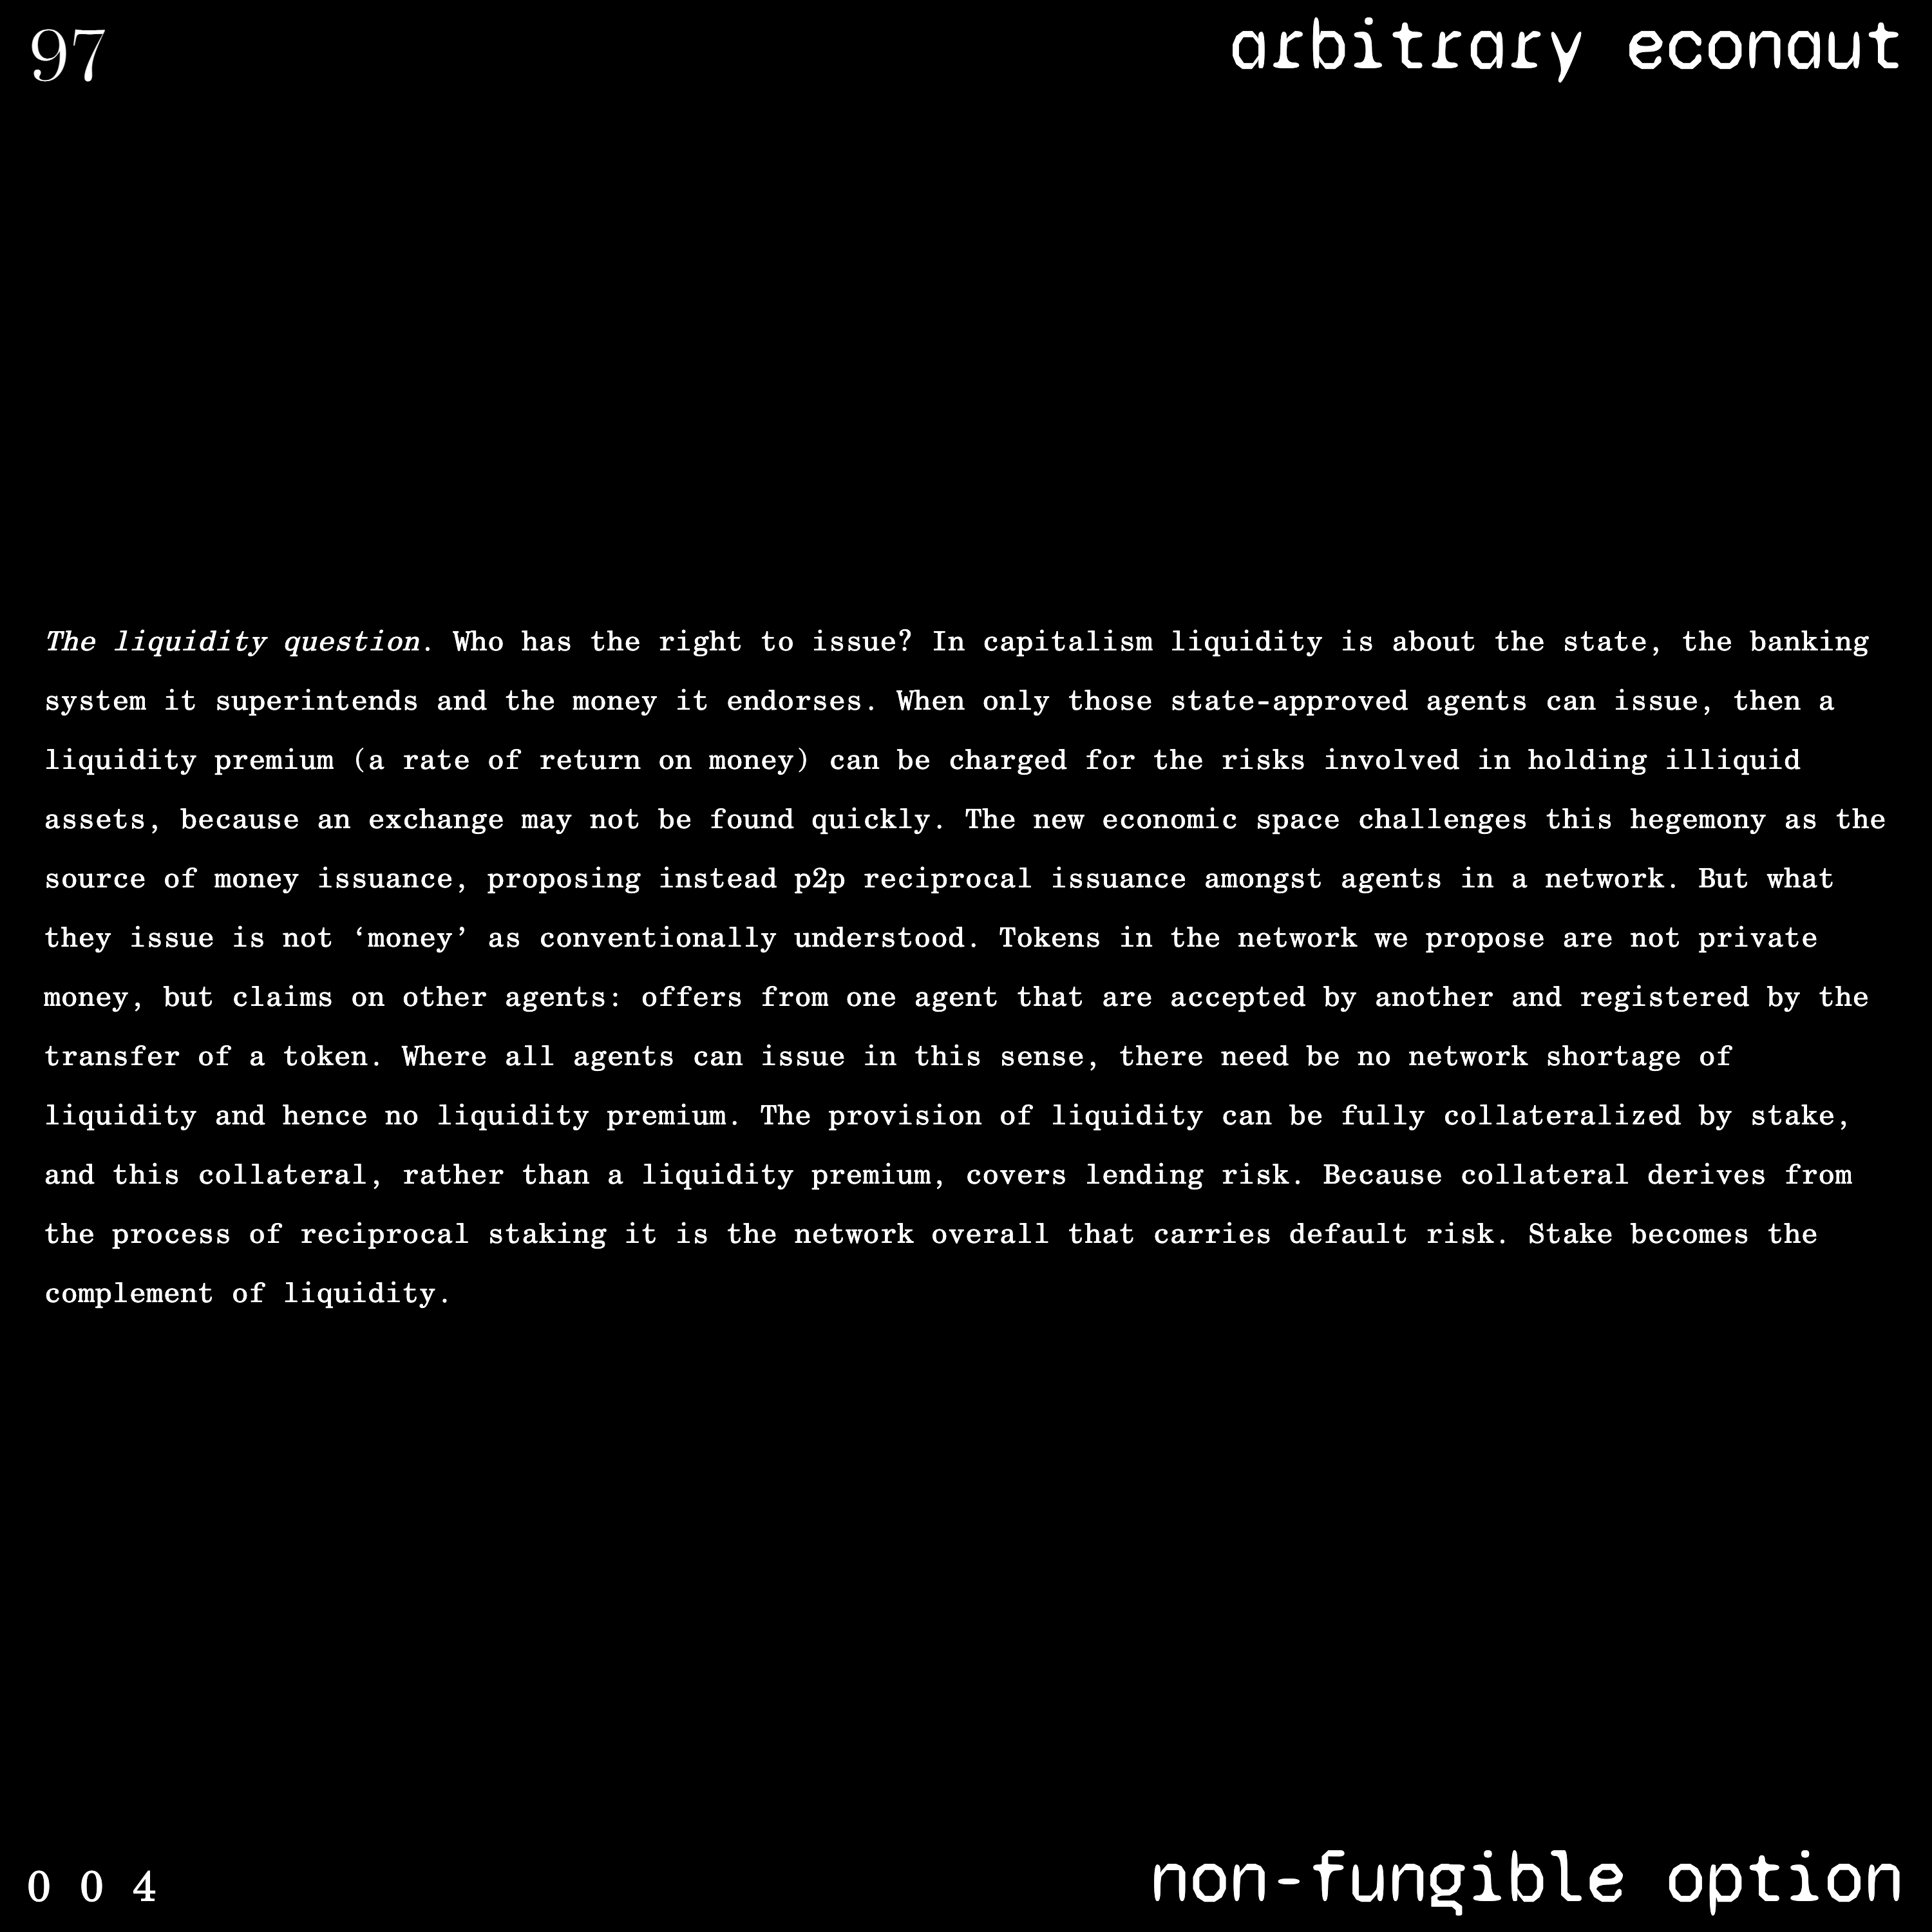 97
arbitrary econaut
The liquidity question. Who has the right to issue? In capitalism liquidity is about the state, the banking
system it superintends and the money it endorses. When only those state-approved agents can issue, then a
liquidity premium (a rate of return on money) can be charged for the risks involved in holding illiquid
assets, because an exchange may not be found quickly. The new economic space challenges this hegemony as the
source of money issuance, proposing instead p2p reciprocal issuance amongst agents in a network. But what
they issue is not ‘money’ as conventionally understood. Tokens in the network we propose are not private
money, but claims on other agents: offers from one agent that are accepted by another and registered by the
transfer of a token. Where all agents can issue in this sense, there need be no network shortage of
liquidity and hence no liquidity premium. The provision of liquidity can be fully collateralized by stake,
and this collateral, rather than a liquidity premium, covers lending risk. Because collateral derives from
the process of reciprocal staking it is the network overall that carries default risk. Stake becomes the
complement of liquidity.
0 0 4
non-fungible option